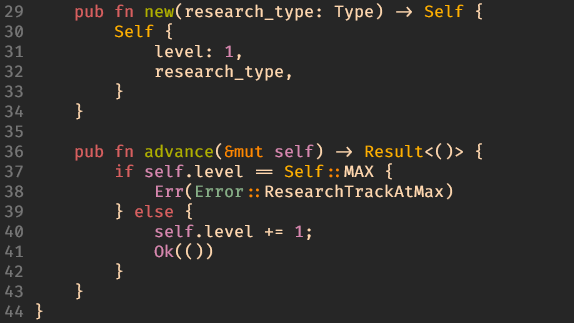 29     pub fn new(research_type: Type) -> Self {
30         Self {
31             level: 1,
32             research_type,
33         }
34     }
35
36     pub fn advance(&mut self) -> Result<()> {
37         if self.level == Self::MAX {
38             Err(Error::ResearchTrackAtMax)
39         } else {
40             self.level += 1;
41             Ok(())
42         }
43     }
44 }